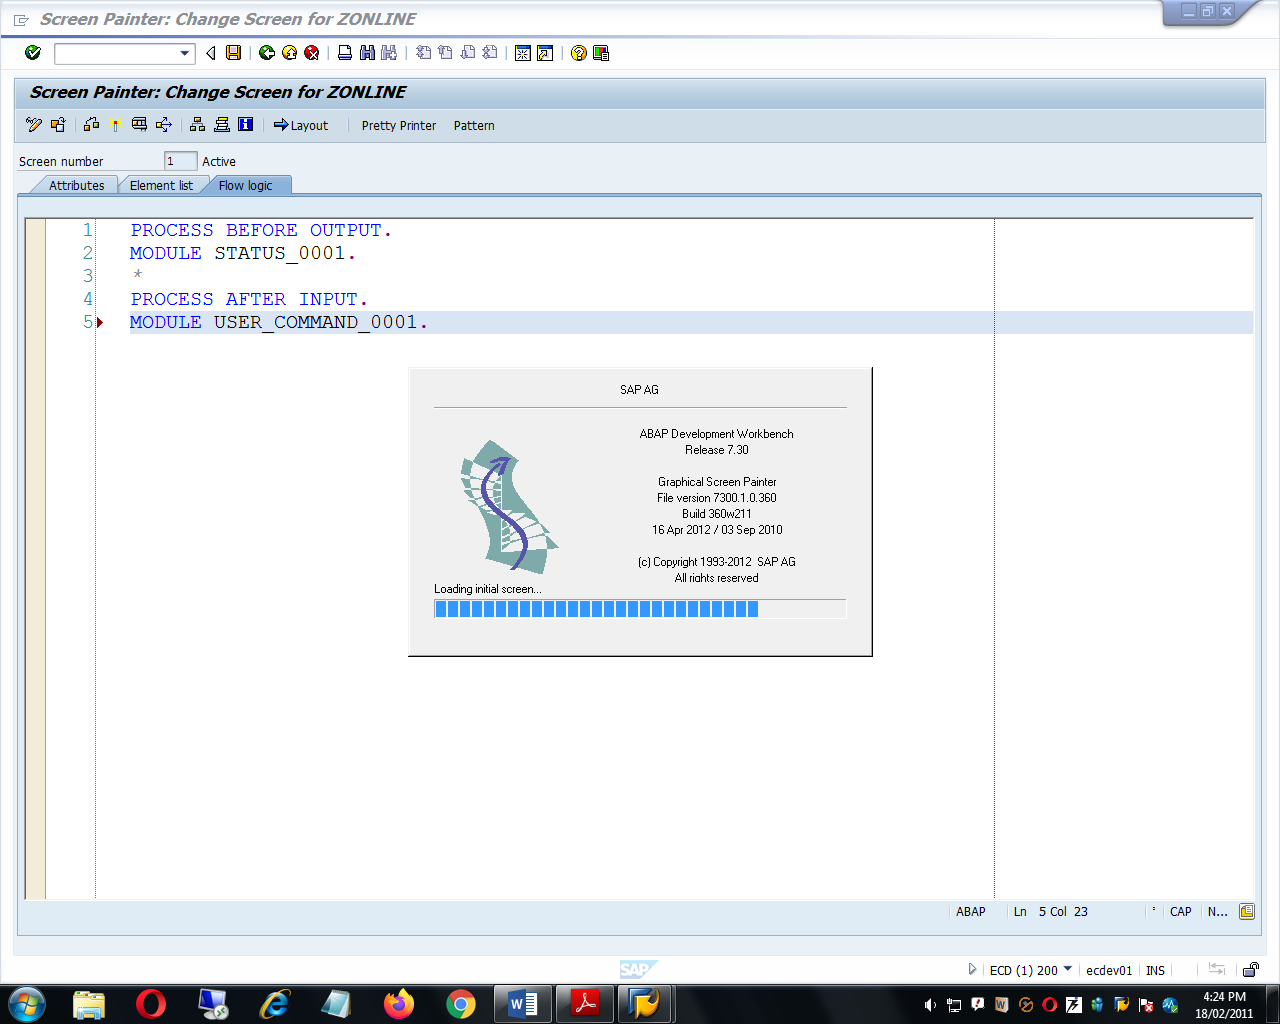 Screen Painter: Change Screen for ZONLINE
Screen Painter: Change Screen for ZONLINE
Layout
Pretty Printer
Pattern
Screen number 1 Active
Attributes Element list Flow logic
1 PROCESS BEFORE OUTPUT.
2 MODULE STATUS_0001.
3 *
4 PROCESS AFTER INPUT.
5 MODULE USER_COMMAND_0001.
SAP AG
ABAP Development Workbench
Release 7.30
Graphical Screen Painter
File version 7300.1.0.360
Build 360w211
16 Apr 2012 / 03 Sep 2010
(c) Copyright 1993-2012 SAP AG
All rights reserved
Loading initial screen...
ABAP Ln 5 Col 23 * CAP N...
SAP
ECD (1) 200 ecdev01 INS
4:24 PM
18/02/2011